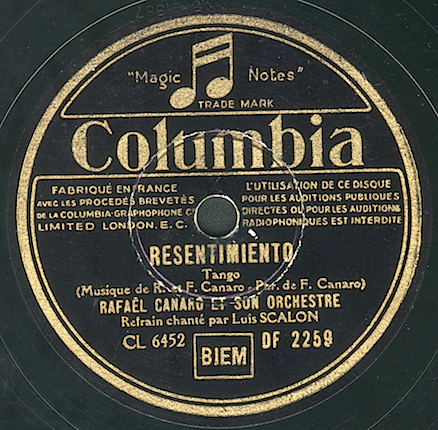 "Magic Notes"
TRADE MARK
Columbia
FABRIQUÉ EN FRANCE
AVEC LES PROCÉDÉS BREVETÉS
DE LA COLUMBIA-GRAPHOPHONE C
LIMITED LONDON. E.C.
L'UTILISATION DE CE DISQUE
POUR LES AUDITIONS PUBLIQUES
DIRECTES OU POUR LES AUDITIONS
RADIOPHONIQUES EST INTERDITE
RESENTIMIENTO
Tango
(Musique de R. et F. Canaro - Par. de F. Canaro)
RAFAËL CANARO ET SON ORCHESTRE
Refrain chanté par Luis SCALON
CL 6452 BIEM DF 2259